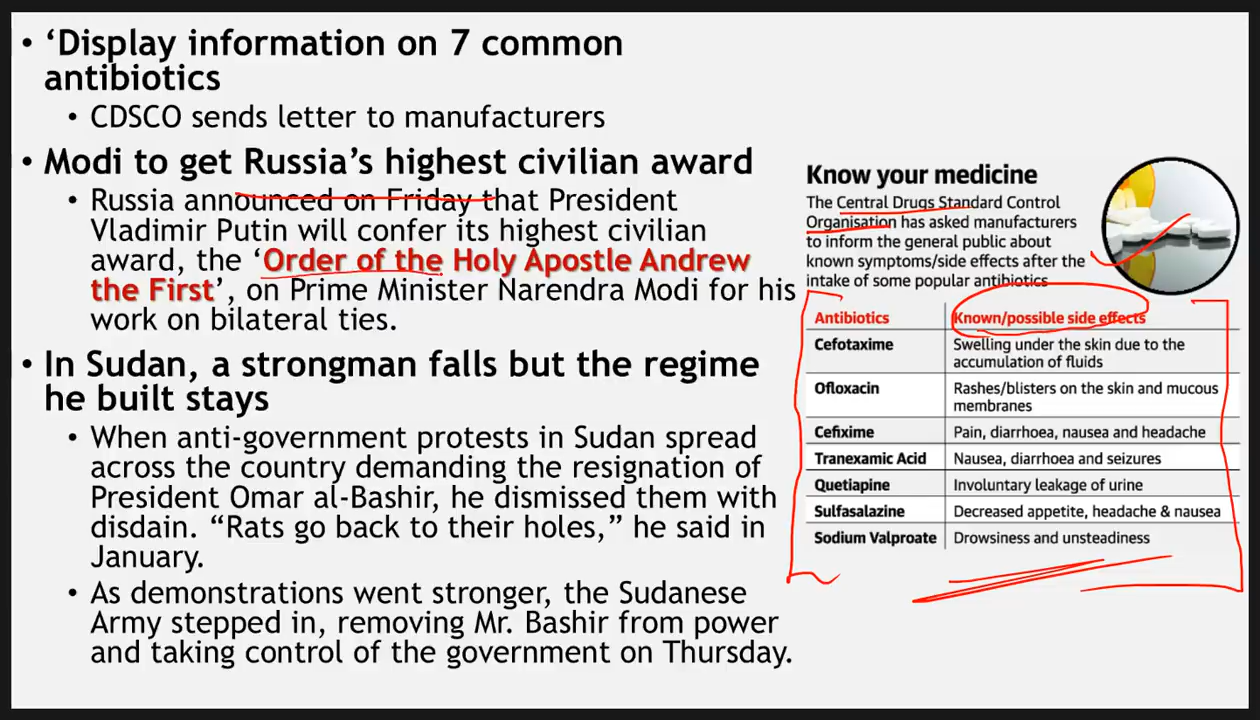 • ‘Display information on 7 common
antibiotics
• CDSCO sends letter to manufacturers
• Modi to get Russia’s highest civilian award
• Russia announced on Friday that President
Vladimir Putin will confer its highest civilian
award, the ‘Order of the Holy Apostle Andrew
the First’, on Prime Minister Narendra Modi for his
work on bilateral ties.
• In Sudan, a strongman falls but the regime
he built stays
• When anti-government protests in Sudan spread
across the country demanding the resignation of
President Omar al-Bashir, he dismissed them with
disdain. “Rats go back to their holes,” he said in
January.
• As demonstrations went stronger, the Sudanese
Army stepped in, removing Mr. Bashir from power
and taking control of the government on Thursday.
Know your medicine
The Central Drugs Standard Control
Organisation has asked manufacturers
to inform the general public about
known symptoms/side effects after the
intake of some popular antibiotics
Antibiotics Known/possible side effects
Cefotaxime Swelling under the skin due to the
accumulation of fluids
Ofloxacin Rashes/blisters on the skin and mucous
membranes
Cefixime Pain, diarrhoea, nausea and headache
Tranexamic Acid Nausea, diarrhoea and seizures
Quetiapine Involuntary leakage of urine
Sulfasalazine Decreased appetite, headache & nausea
Sodium Valproate Drowsiness and unsteadiness